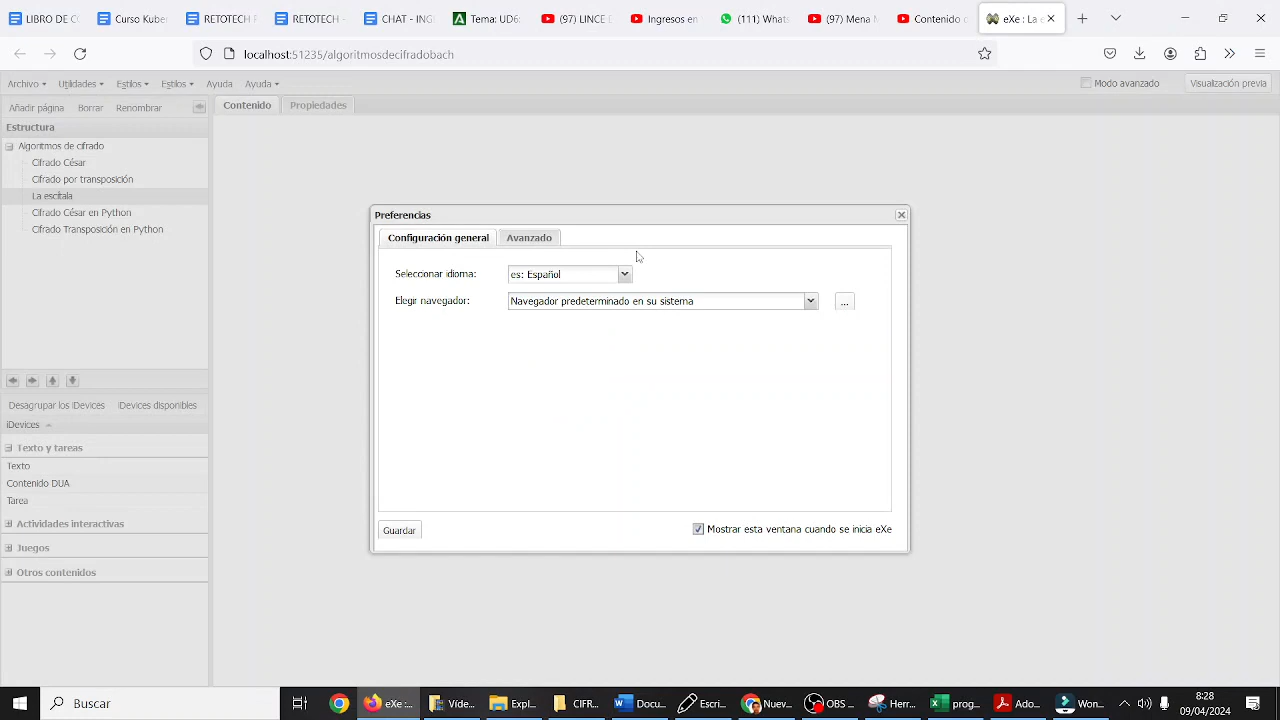 LIBRO DE C
Curso Kube
RETOTECH F
RETOTECH -
CHAT - ING
Tema: UD6
(97) LINCE
Ingresos en
(111) Whats
(97) Mena M
Contenido
eXe : La e
localhost:51235/algoritmosdecifradobach
Archivo Utilidades Estilos Estilos Ayuda Ayuda Modo avanzado Visualización previa
Añadir página Borrar Renombrar Contenido Propiedades
Estructura
Algoritmos de cifrado
Cifrado César
Cifrado por transposición
La escítala
Cifrado César en Python
Cifrado Transposición en Python
Preferencias
Configuración general Avanzado
Seleccionar idioma: es: Español
Elegir navegador: Navegador predeterminado en su sistema ...
Guardar Mostrar esta ventana cuando se inicia eXe
Desagrupar los iDevices iDevices disponibles
iDevices
Texto y tareas
Texto
Contenido DUA
Tarea
Actividades interactivas
Juegos
Otros contenidos
Buscar eXe -... Víde... Expl... CIFR... Docu... Escri... Nuev... OBS ... Herr... prog... Ado... Won...
8:28
09/04/2024